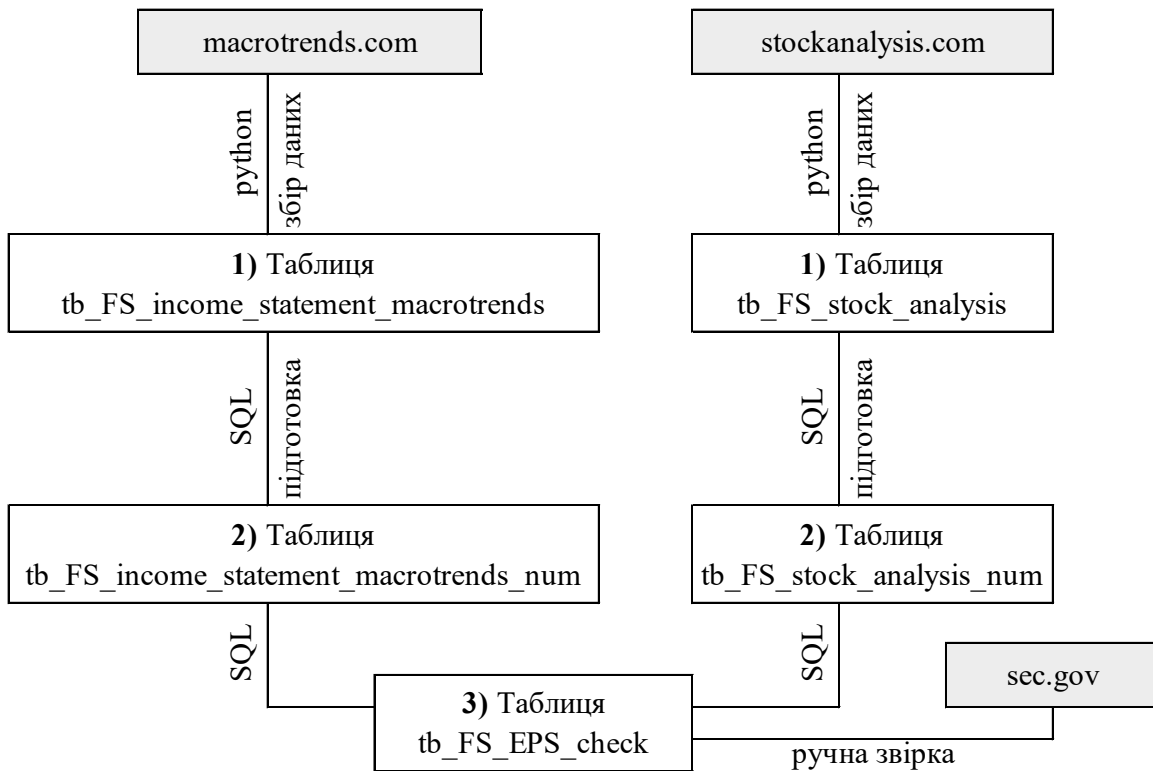 macrotrends.com
stockanalysis.com
python
збір даних
python
збір даних
1) Таблиця
tb_FS_income_statement_macrotrends
1) Таблиця
tb_FS_stock_analysis
SQL
підготовка
SQL
підготовка
2) Таблиця
tb_FS_income_statement_macrotrends_num
2) Таблиця
tb_FS_stock_analysis_num
SQL
SQL
sec.gov
3) Таблиця
tb_FS_EPS_check
ручна звірка